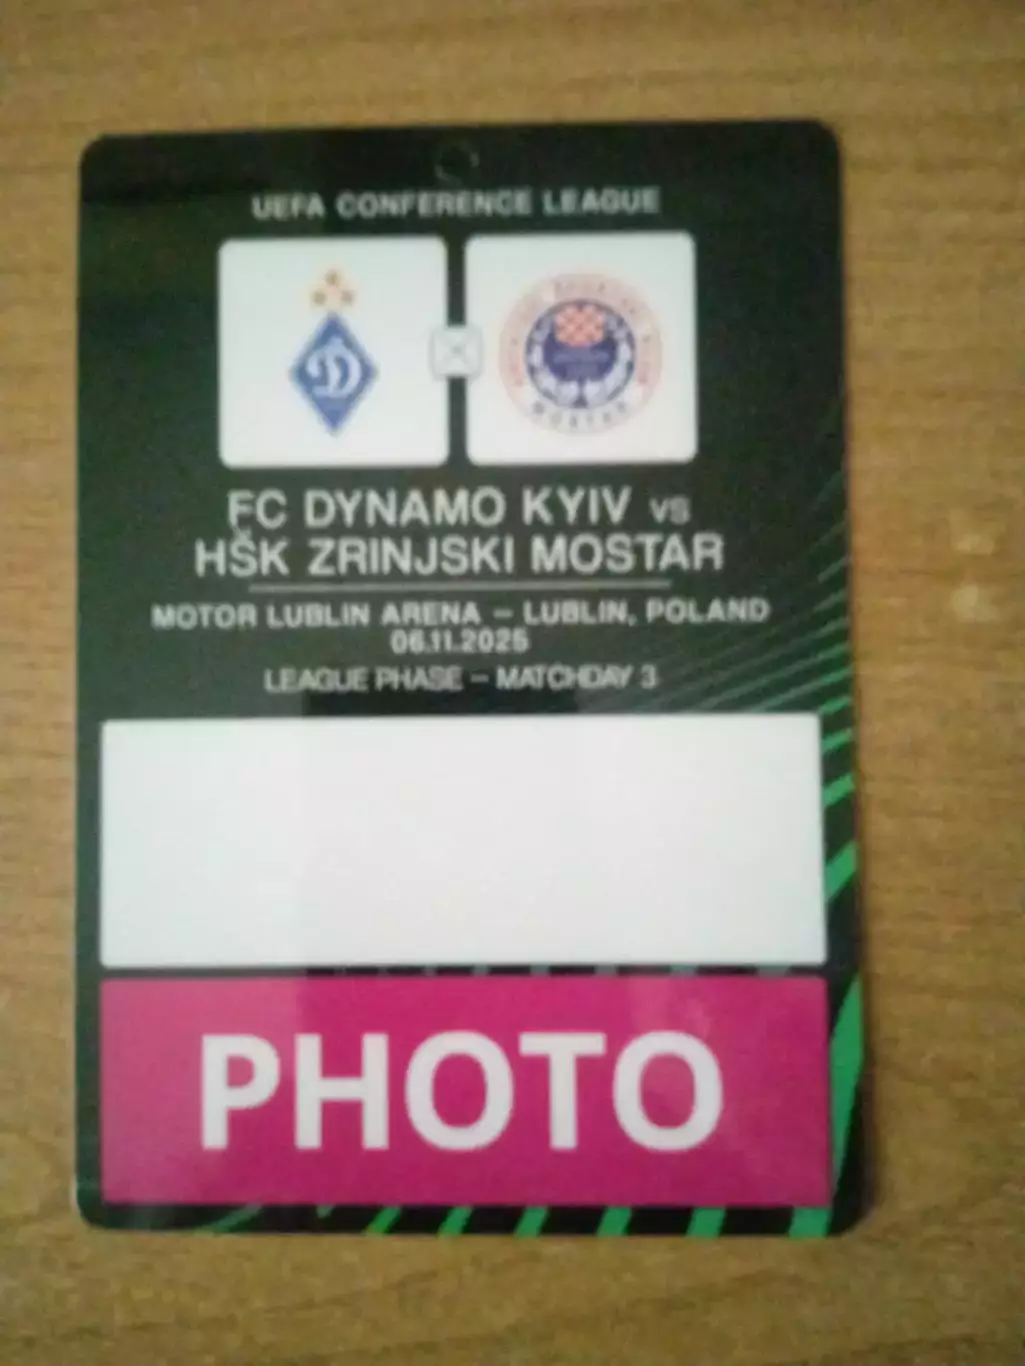 UEFA CONFERENCE LEAGUE
MOSTAR
FC DYNAMO KYIV vs
HŠK ZRINJSKI MOSTAR
MOTOR LUBLIN ARENA – LUBLIN, POLAND
06.11.2025
LEAGUE PHASE – MATCHDAY 3
PHOTO